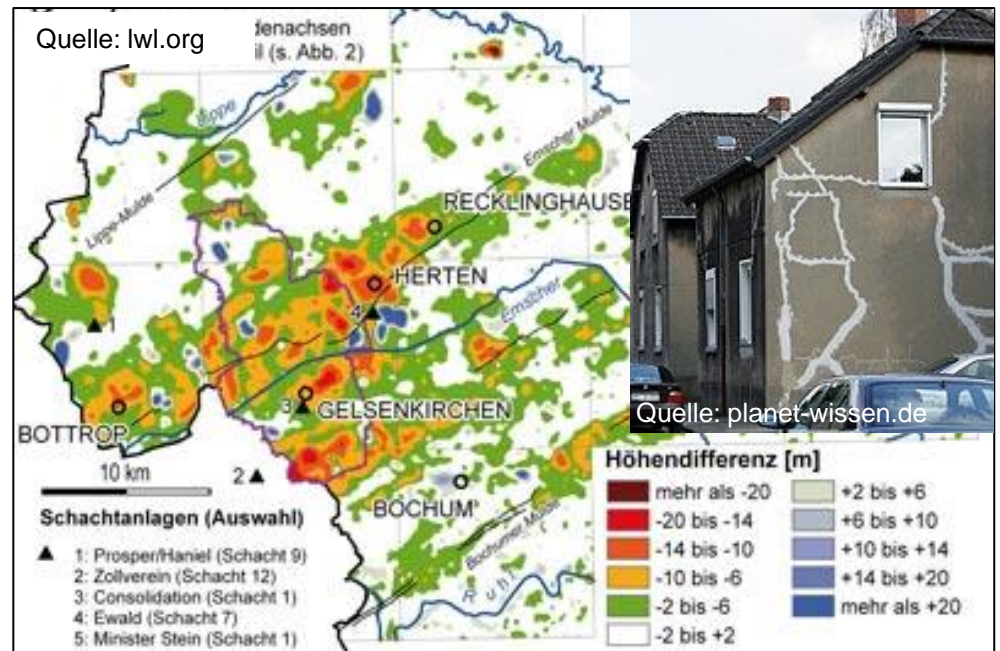 Quelle: lwl.org
denachsen
il (s. Abb. 2)
Lippe
Emscher Mulde
Lippe-Mulde
RECKLINGHAUSE
HERTEN
4
Emscher
1
3
GELSENKIRCHEN
BOTTROP
10 km
2
BOCHUM
Bochumer Mulde
Ruhr
Schachtanlagen (Auswahl)
1: Prosper/Haniel (Schacht 9)
2: Zollverein (Schacht 12)
3: Consolidation (Schacht 1)
4: Ewald (Schacht 7)
5: Minister Stein (Schacht 1)
Quelle: planet-wissen.de
Höhendifferenz [m]
mehr als -20
-20 bis -14
-14 bis -10
-10 bis -6
-2 bis -6
-2 bis +2
+2 bis +6
+6 bis +10
+10 bis +14
+14 bis +20
mehr als +20